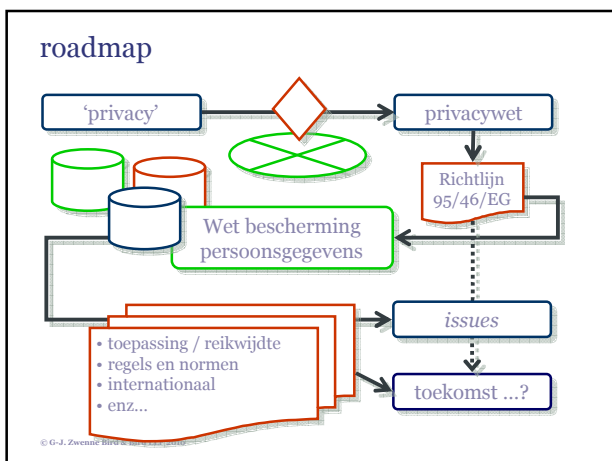 roadmap
‘privacy’
privacywet
Richtlijn
95/46/EG
Wet bescherming
persoonsgegevens
• toepassing / reikwijdte
• regels en normen
• internationaal
• enz...
issues
toekomst ...?
© G-J. Zwenne Bird &